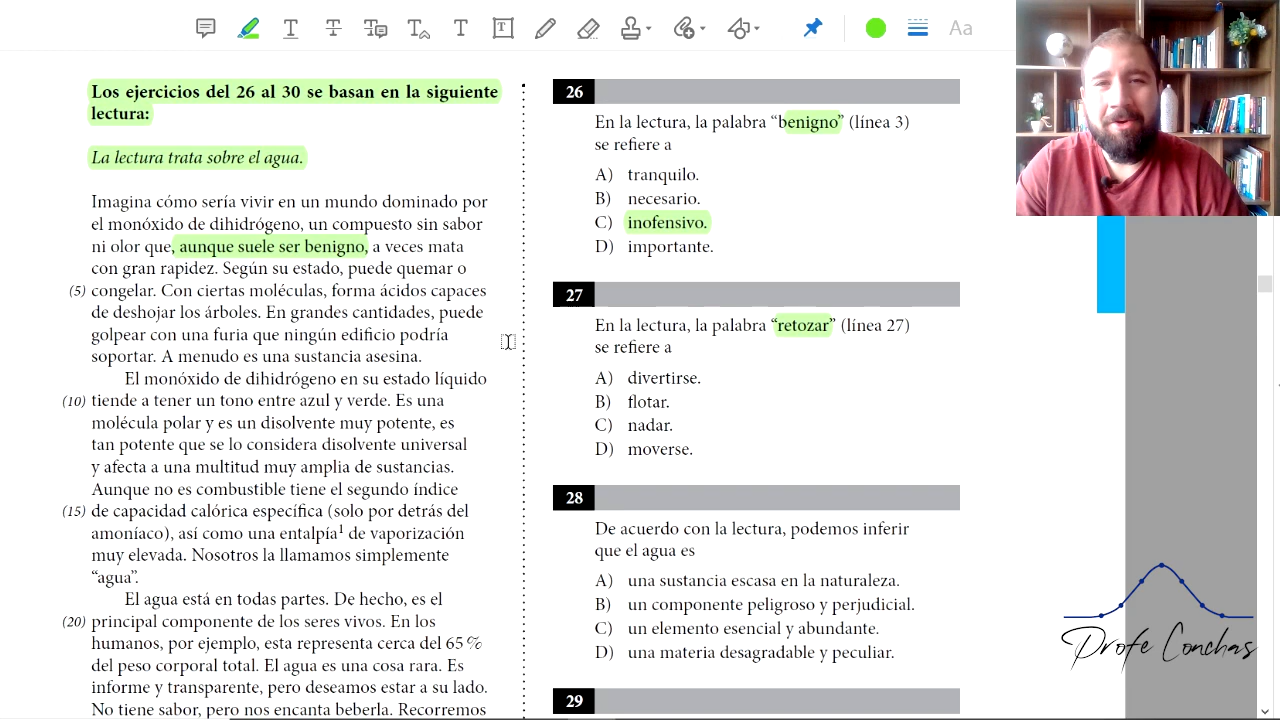 Aa
Los ejercicios del 26 al 30 se basan en la siguiente
lectura:
La lectura trata sobre el agua.
Imagina cómo sería vivir en un mundo dominado por
el monóxido de dihidrógeno, un compuesto sin sabor
ni olor que, aunque suele ser benigno, a veces mata
con gran rapidez. Según su estado, puede quemar o
(5) congelar. Con ciertas moléculas, forma ácidos capaces
de deshojar los árboles. En grandes cantidades, puede
golpear con una furia que ningún edificio podría
soportar. A menudo es una sustancia asesina.
El monóxido de dihidrógeno en su estado líquido
(10) tiende a tener un tono entre azul y verde. Es una
molécula polar y es un disolvente muy potente, es
tan potente que se lo considera disolvente universal
y afecta a una multitud muy amplia de sustancias.
Aunque no es combustible tiene el segundo índice
(15) de capacidad calórica específica (solo por detrás del
amoníaco), así como una entalpía¹ de vaporización
muy elevada. Nosotros la llamamos simplemente
“agua”.
El agua está en todas partes. De hecho, es el
(20) principal componente de los seres vivos. En los
humanos, por ejemplo, esta representa cerca del 65 %
del peso corporal total. El agua es una cosa rara. Es
informe y transparente, pero deseamos estar a su lado.
No tiene sabor, pero nos encanta beberla. Recorremos
26
En la lectura, la palabra “benigno” (línea 3)
se refiere a
A) tranquilo.
B) necesario.
C) inofensivo.
D) importante.
27
En la lectura, la palabra “retozar” (línea 27)
se refiere a
A) divertirse.
B) flotar.
C) nadar.
D) moverse.
28
De acuerdo con la lectura, podemos inferir
que el agua es
A) una sustancia escasa en la naturaleza.
B) un componente peligroso y perjudicial.
C) un elemento esencial y abundante.
D) una materia desagradable y peculiar.
29
Profe Conchas